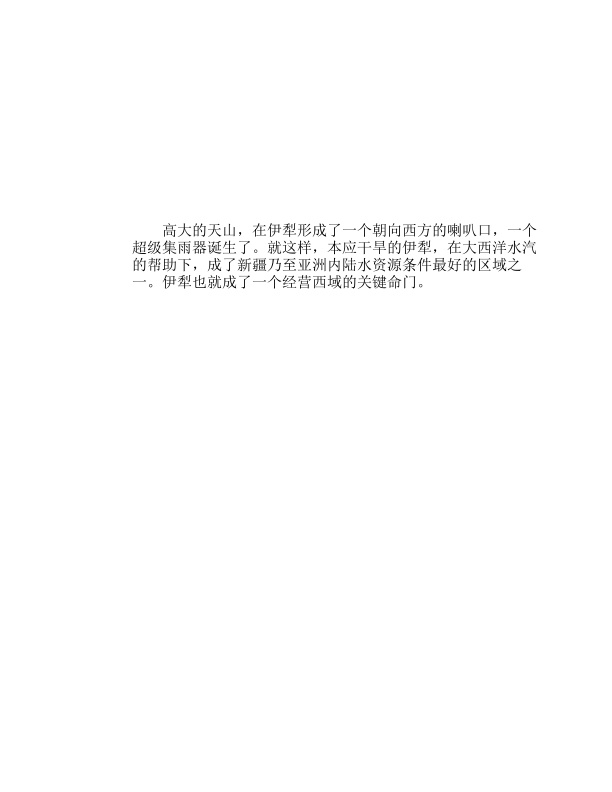 高大的天山，在伊犁形成了一个朝向西方的喇叭口，一个
超级集雨器诞生了。就这样，本应干旱的伊犁，在大西洋水汽
的帮助下，成了新疆乃至亚洲内陆水资源条件最好的区域之
一。伊犁也就成了一个经营西域的关键命门。